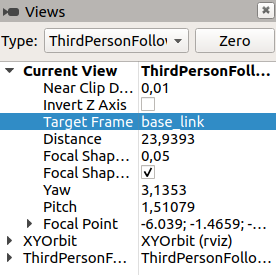 Views
Type: ThirdPersonFollov Zero
Current View ThirdPersonFoll...
Near Clip D... 0,01
Invert Z Axis
Target Frame base_link
Distance 23,9393
Focal Shap... 0,05
Focal Shap...
Yaw 3,1353
Pitch 1,51079
Focal Point -6.039; -1.4659; -...
XYOrbit XYOrbit (rviz)
ThirdPersonF... ThirdPersonFollo...